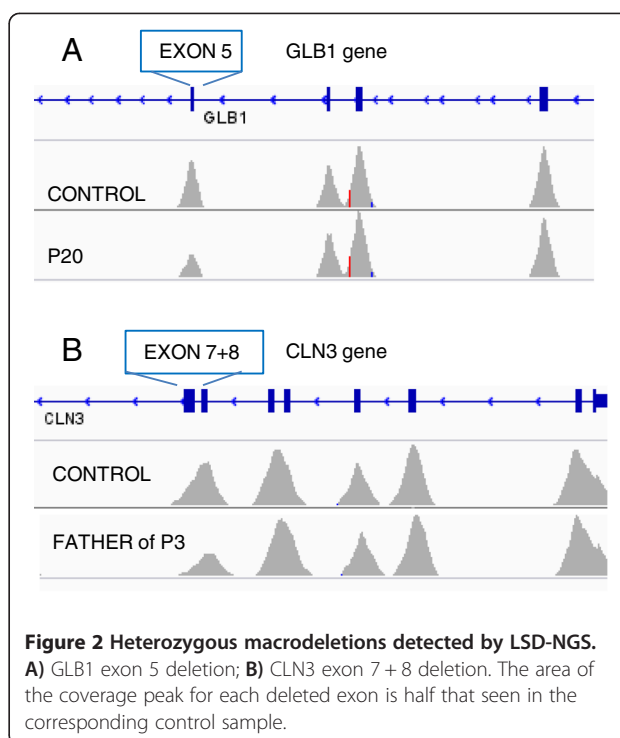 A
EXON 5
GLB1 gene
GLB1
CONTROL
P20
B
EXON 7+8
CLN3 gene
CLN3
CONTROL
FATHER of P3
Figure 2 Heterozygous macrodeletions detected by LSD-NGS.
A) GLB1 exon 5 deletion; B) CLN3 exon 7 + 8 deletion. The area of
the coverage peak for each deleted exon is half that seen in the
corresponding control sample.